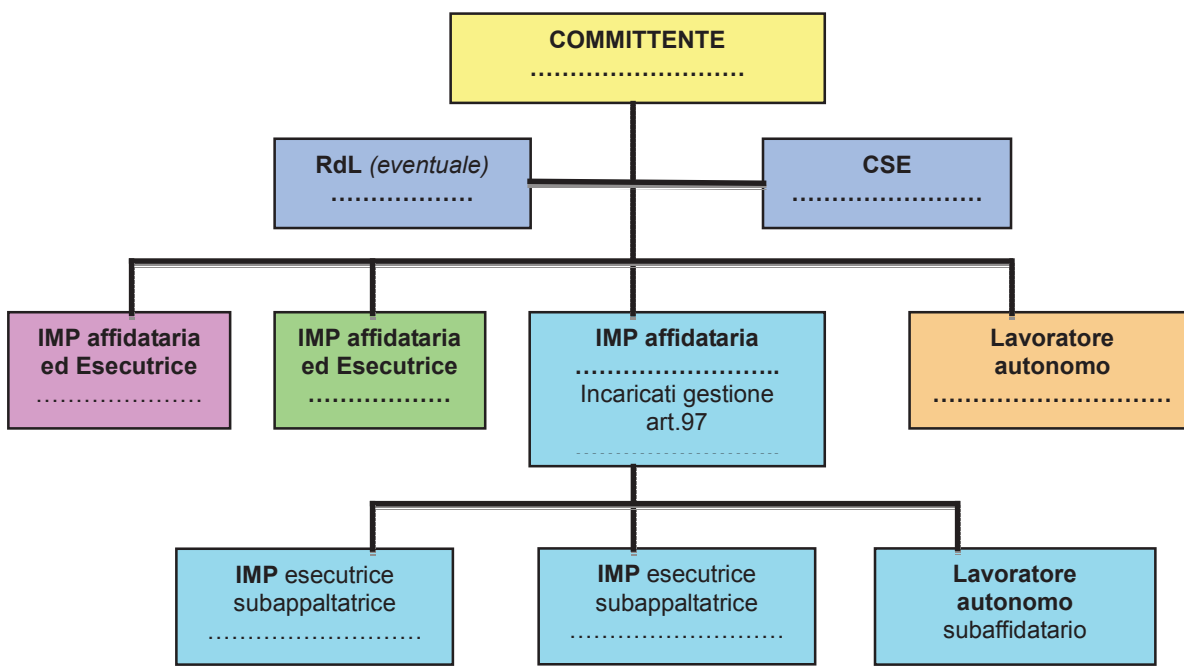 COMMITTENTE
………………………
RdL (eventuale)
………………
CSE
……………………
IMP affidataria
ed Esecutrice
…………………
IMP affidataria
ed Esecutrice
………………
IMP affidataria
……………………..
Incaricati gestione
art.97
…………………………
Lavoratore
autonomo
…………………………
IMP esecutrice
subappaltatrice
………………………
IMP esecutrice
subappaltatrice
………………………
Lavoratore
autonomo
subaffidatario